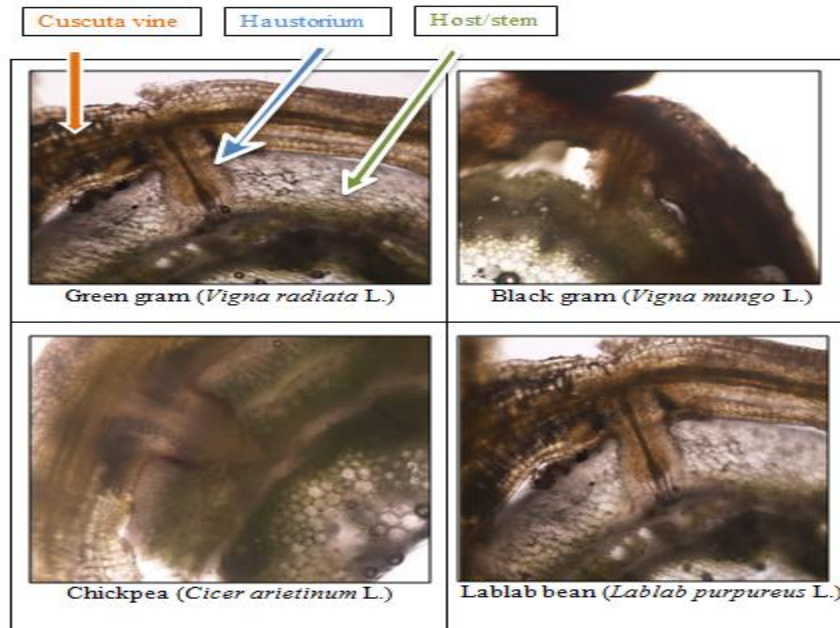 Cuscuta vine
Haustorium
Host/stem
Green gram (Vigna radiata L.)
Black gram (Vigna mungo L.)
Chickpea (Cicer arietinum L.)
Lablab bean (Lablab purpureus L.)